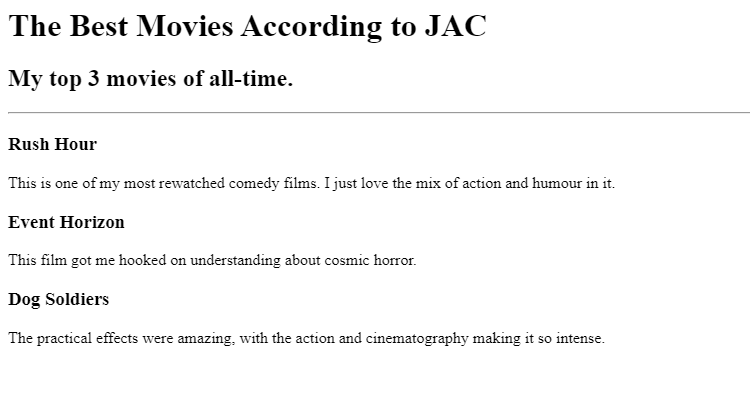 The Best Movies According to JAC
My top 3 movies of all-time.
Rush Hour
This is one of my most rewatched comedy films. I just love the mix of action and humour in it.
Event Horizon
This film got me hooked on understanding about cosmic horror.
Dog Soldiers
The practical effects were amazing, with the action and cinematography making it so intense.